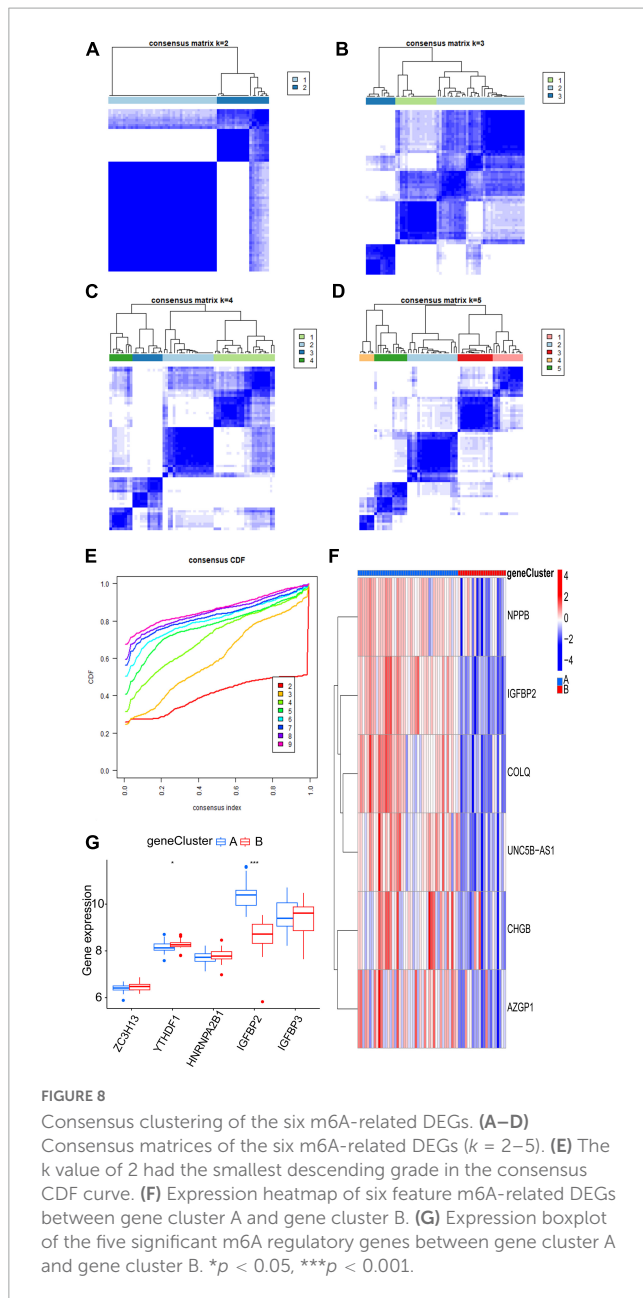 A
consensus matrix k=2
1
2
B
consensus matrix k=3
1
2
3
C
consensus matrix k=4
1
2
3
4
D
consensus matrix k=5
1
2
3
4
5
E
consensus CDF
CDF
1.0
0.8
0.6
0.4
0.2
0.0
0.0
0.2
0.4
0.6
0.8
1.0
consensus index
2
3
4
5
6
7
8
9
F
geneCluster
4
2
0
−2
−4
A
B
NPPB
IGFBP2
COLQ
UNC5B−AS1
CHGB
AZGP1
G
geneCluster A B
Gene expression
10
8
6
*
***
ZC3H13
YTHDF1
HNRNPA2B1
IGFBP2
IGFBP3
FIGURE 8
Consensus clustering of the six m6A-related DEGs. (A–D)
Consensus matrices of the six m6A-related DEGs (k = 2–5). (E) The
k value of 2 had the smallest descending grade in the consensus
CDF curve. (F) Expression heatmap of six feature m6A-related DEGs
between gene cluster A and gene cluster B. (G) Expression boxplot
of the five significant m6A regulatory genes between gene cluster A
and gene cluster B. *p < 0.05, ***p < 0.001.